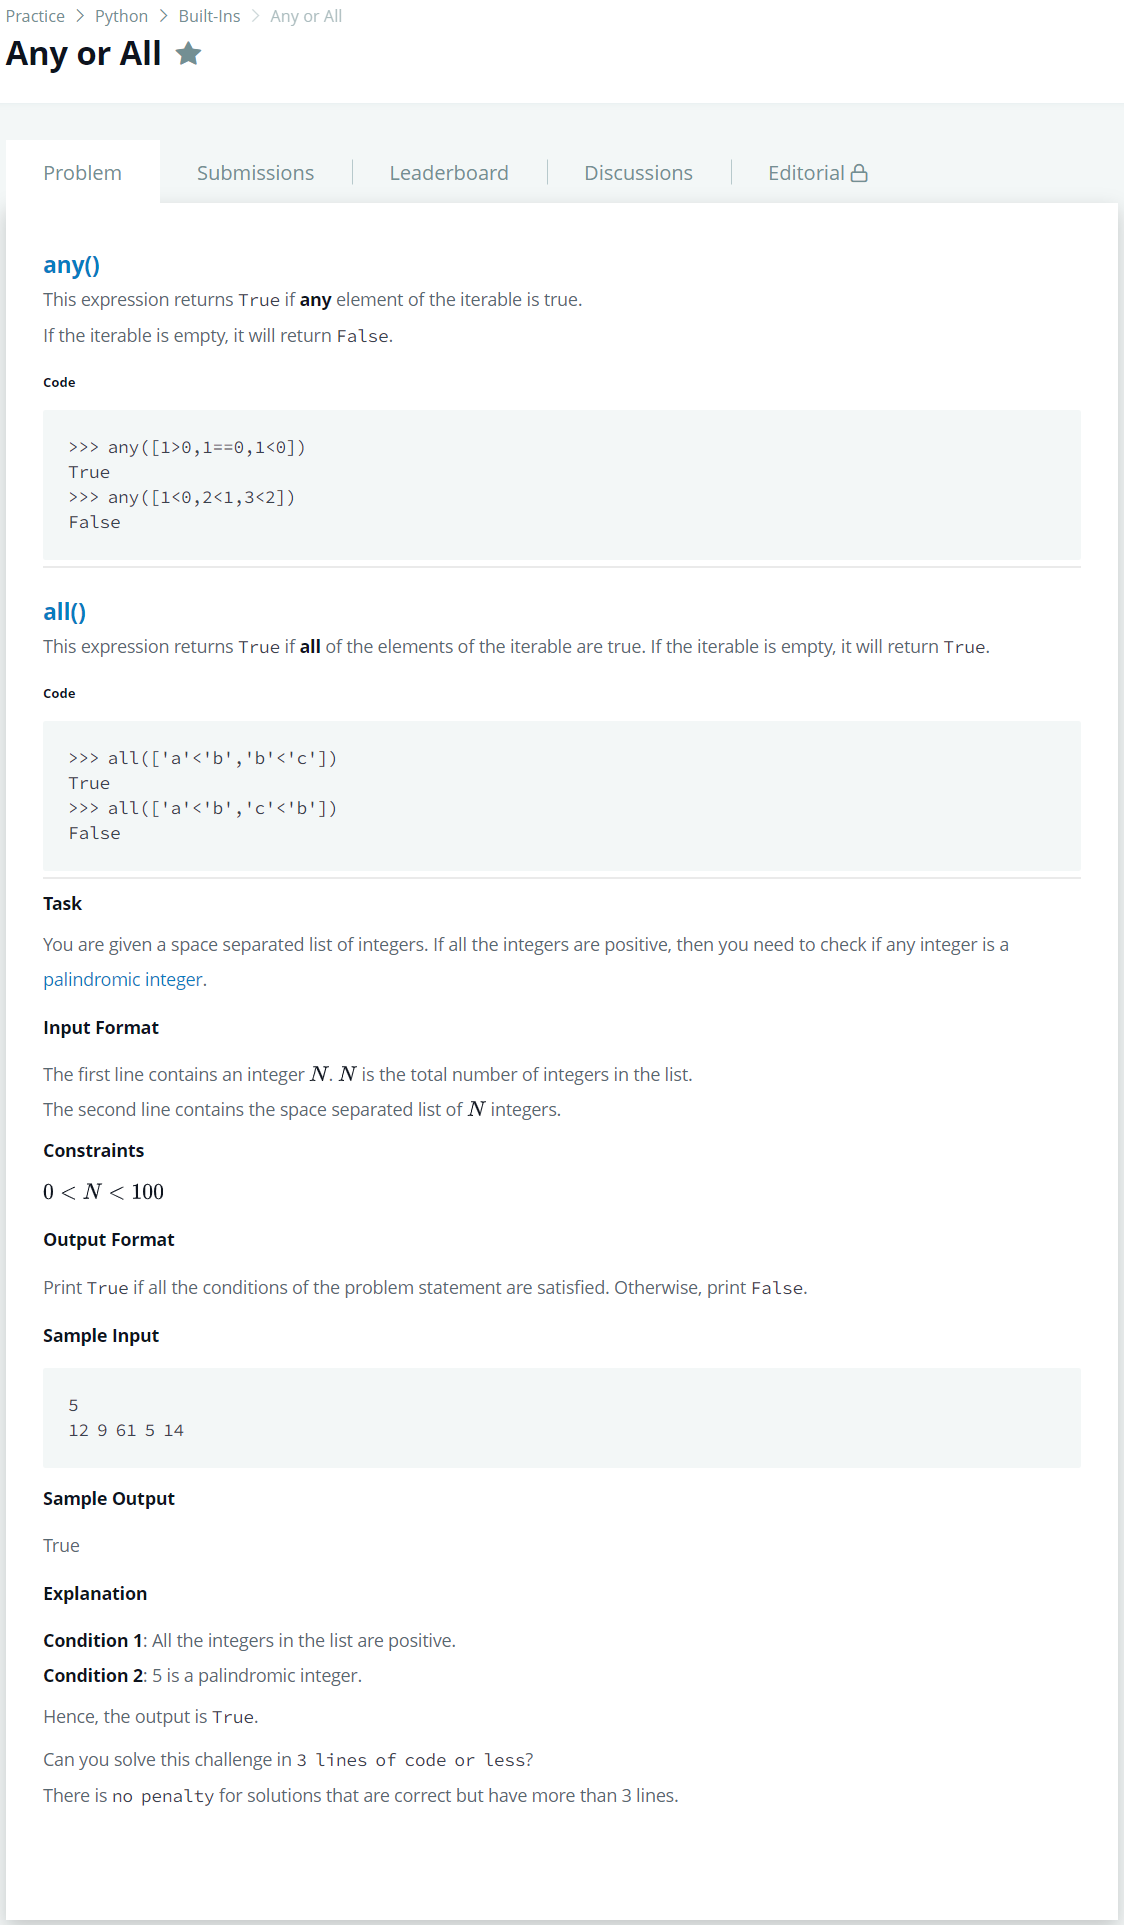 Practice > Python > Built-Ins > Any or All
Any or All
Problem
Submissions
Leaderboard
Discussions
Editorial
any()
This expression returns True if any element of the iterable is true.
If the iterable is empty, it will return False.
Code
>>> any([1>0,1==0,1<0])
True
>>> any([1<0,2<1,3<2])
False
all()
This expression returns True if all of the elements of the iterable are true. If the iterable is empty, it will return True.
Code
>>> all(['a'<'b','b'<'c'])
True
>>> all(['a'<'b','c'<'b'])
False
Task
You are given a space separated list of integers. If all the integers are positive, then you need to check if any integer is a
palindromic integer.
Input Format
The first line contains an integer N. N is the total number of integers in the list.
The second line contains the space separated list of N integers.
Constraints
0 < N < 100
Output Format
Print True if all the conditions of the problem statement are satisfied. Otherwise, print False.
Sample Input
5
12 9 61 5 14
Sample Output
True
Explanation
Condition 1: All the integers in the list are positive.
Condition 2: 5 is a palindromic integer.
Hence, the output is True.
Can you solve this challenge in 3 lines of code or less?
There is no penalty for solutions that are correct but have more than 3 lines.